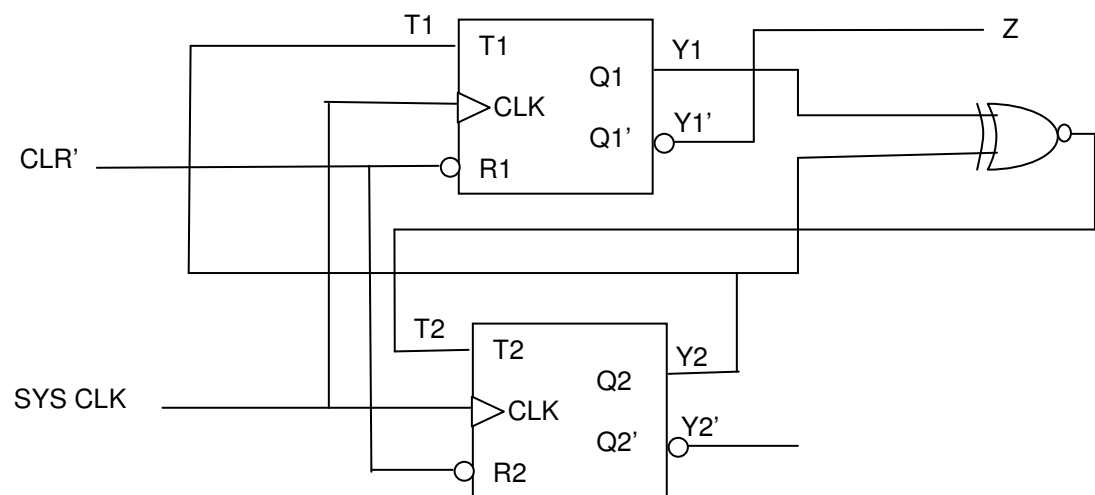 T1
T1
Z
Y1
Q1
CLK
Y1’
Q1’
CLR’
R1
T2
T2
Y2
Q2
SYS CLK
CLK
Y2’
Q2’
R2